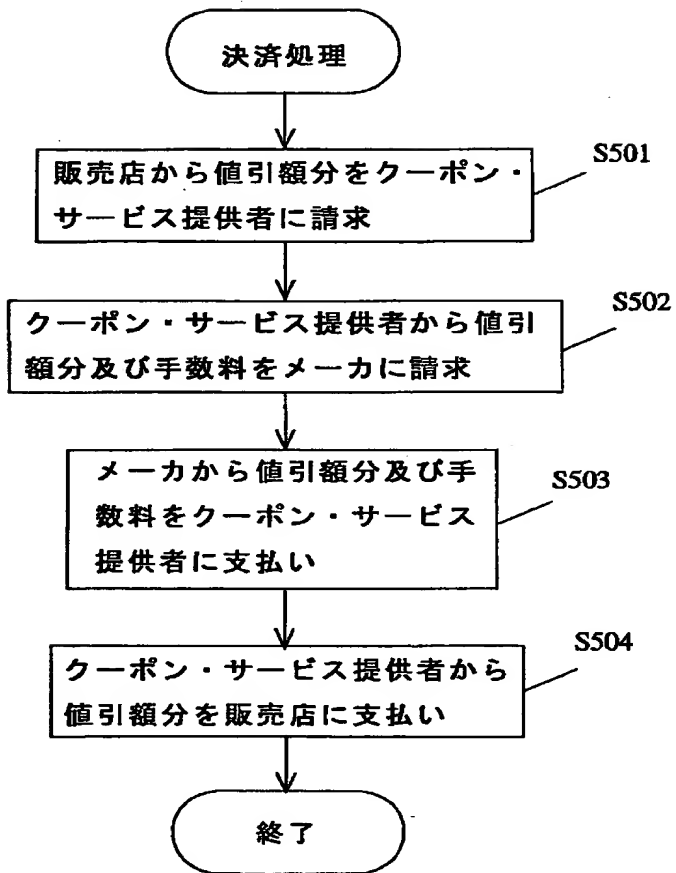 決済処理
販売店から値引額分をクーポン・
サービス提供者に請求
S501
クーポン・サービス提供者から値引
額分及び手数料をメーカに請求
S502
メーカから値引額分及び手
数料をクーポン・サービス
提供者に支払い
S503
クーポン・サービス提供者から
値引額分を販売店に支払い
S504
終了